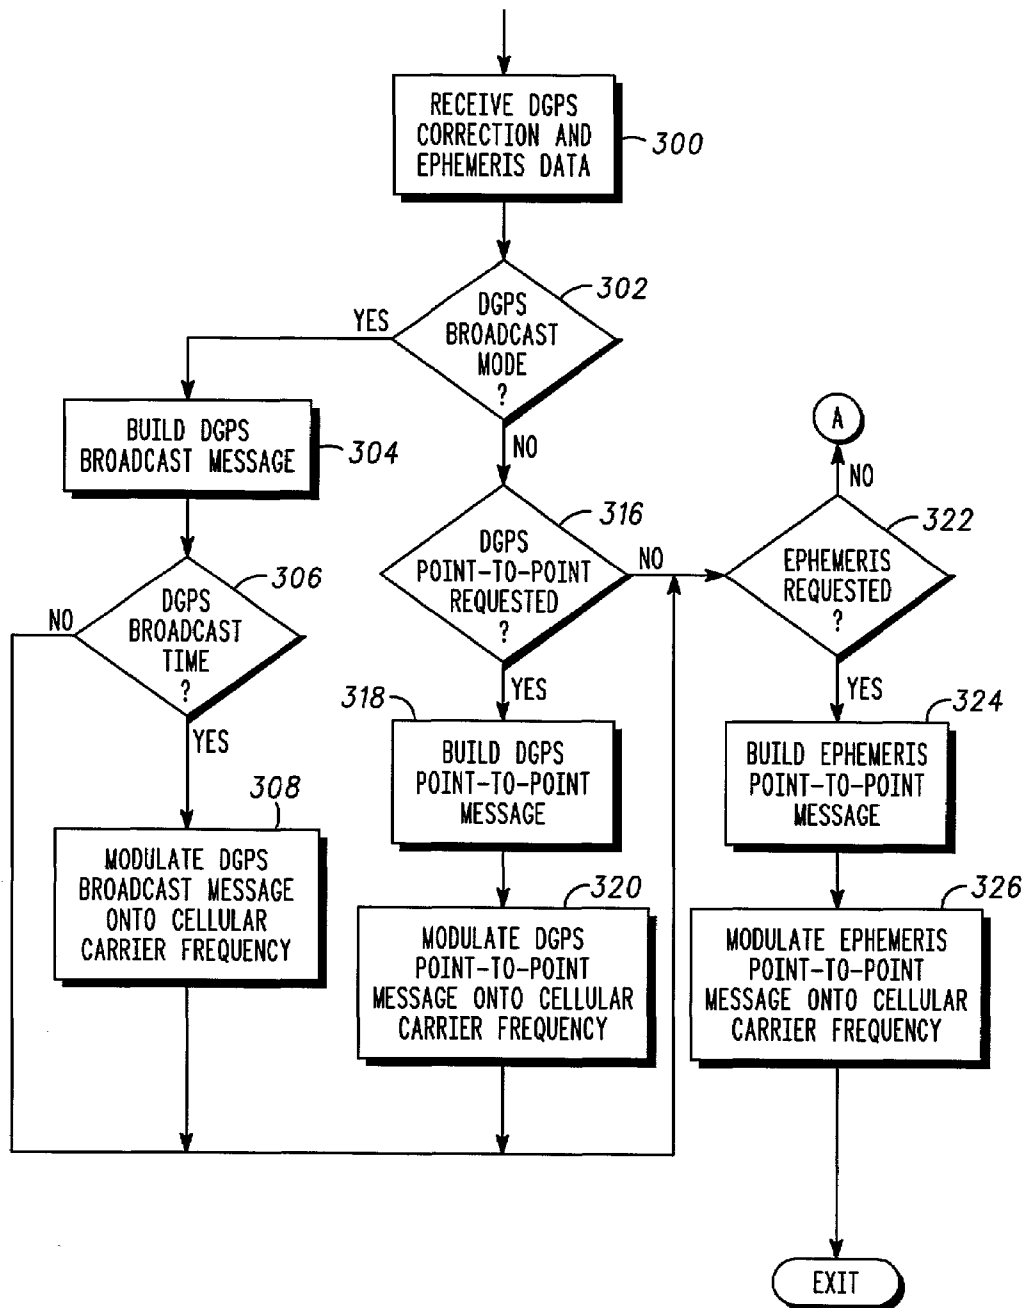 RECEIVE DGPS
CORRECTION AND
EPHEMERIS DATA
300
DGPS
BROADCAST
MODE
?
302
YES
NO
BUILD DGPS
BROADCAST MESSAGE
304
DGPS
BROADCAST
TIME
?
306
NO
YES
308
MODULATE DGPS
BROADCAST MESSAGE
ONTO CELLULAR
CARRIER FREQUENCY
DGPS
POINT-TO-POINT
REQUESTED
?
316
NO
YES
318
BUILD DGPS
POINT-TO-POINT
MESSAGE
320
MODULATE DGPS
POINT-TO-POINT
MESSAGE ONTO CELLULAR
CARRIER FREQUENCY
A
NO
322
EPHEMERIS
REQUESTED
?
YES
324
BUILD EPHEMERIS
POINT-TO-POINT
MESSAGE
326
MODULATE EPHEMERIS
POINT-TO-POINT
MESSAGE ONTO CELLULAR
CARRIER FREQUENCY
EXIT